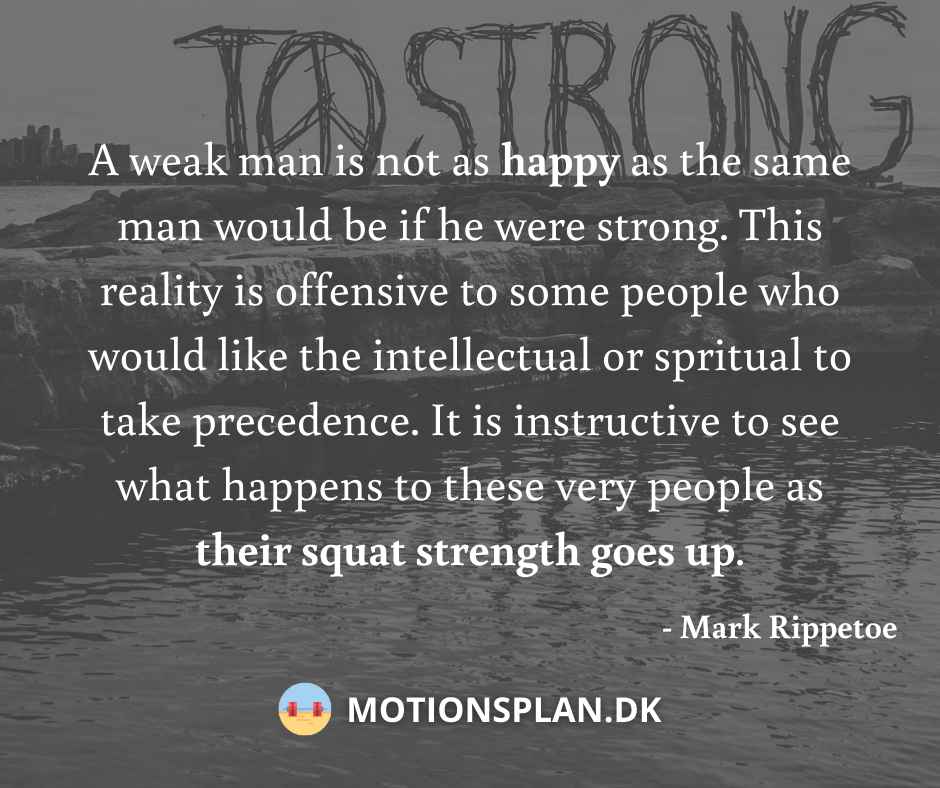 TO STRONG
A weak man is not as happy as the same
man would be if he were strong. This
reality is offensive to some people who
would like the intellectual or spritual to
take precedence. It is instructive to see
what happens to these very people as
their squat strength goes up.
- Mark Rippetoe
MOTIONSPLAN.DK